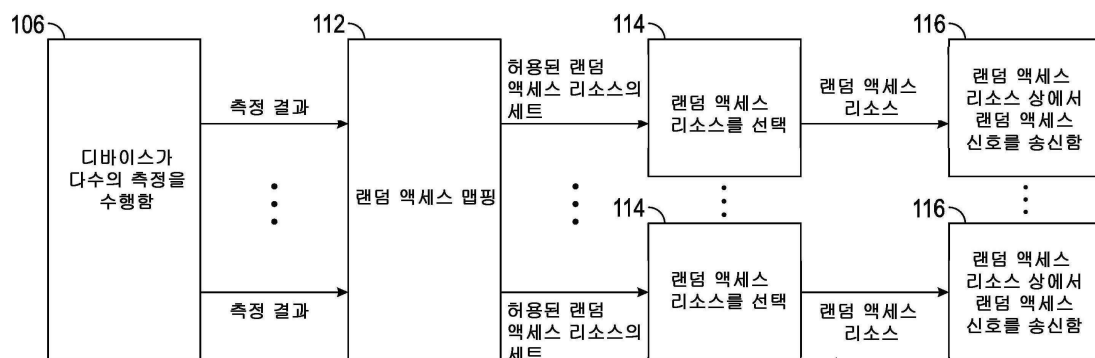 106
112
114
116
디바이스가
다수의 측정을
수행함
측정 결과
측정 결과
랜덤 액세스 맵핑
허용된 랜덤
액세스 리소스의
세트
허용된 랜덤
액세스 리소스의
세트
랜덤 액세스
리소스를 선택
랜덤 액세스
리소스
랜덤 액세스
리소스 상에서
랜덤 액세스
신호를 송신함
114
116
랜덤 액세스
리소스를 선택
랜덤 액세스
리소스
랜덤 액세스
리소스 상에서
랜덤 액세스
신호를 송신함